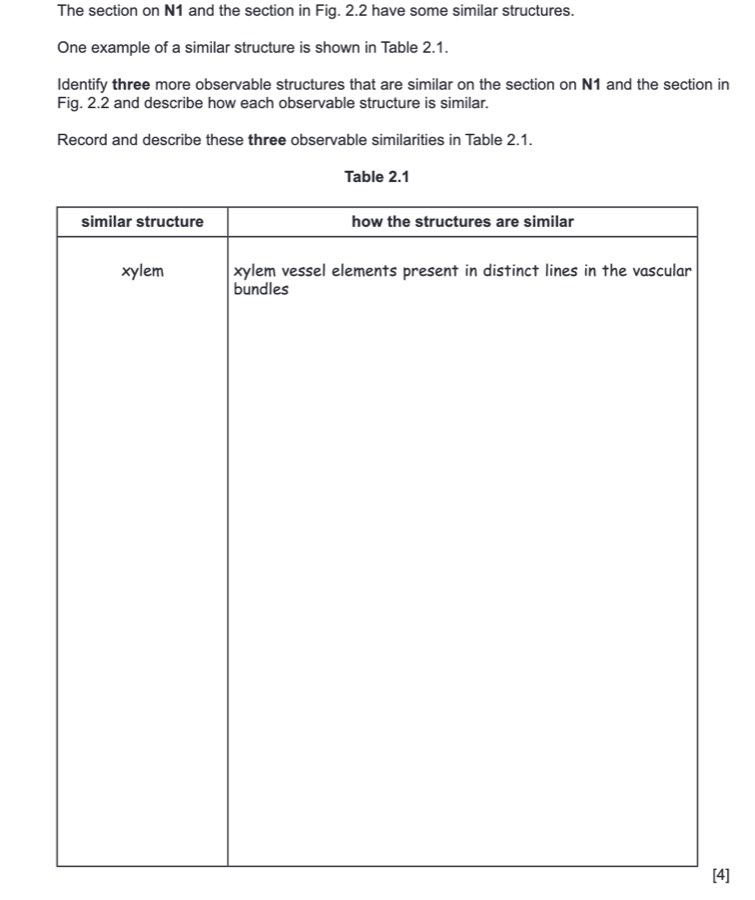 The section on N1 and the section in Fig. 2.2 have some similar structures.
One example of a similar structure is shown in Table 2.1.
Identify three more observable structures that are similar on the section on N1 and the section in
Fig. 2.2 and describe how each observable structure is similar.
Record and describe these three observable similarities in Table 2.1.
Table 2.1
similar structure
how the structures are similar
xylem
xylem vessel elements present in distinct lines in the vascular
bundles
[4]